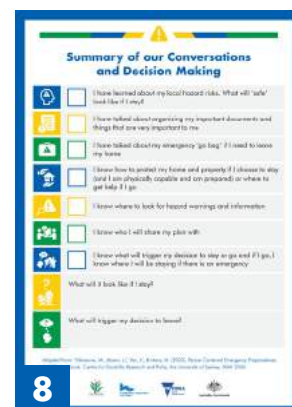 Summary of our Conversations
and Decision Making
I have learned about my local hazard risks. What will 'safe'
look like if I stay?
I have talked about organising my important documents and
things that are very important to me
I have talked about my emergency 'go bag' if I need to leave
my home
I know how to protect my home and property if I choose to stay
(and I am physically capable and am prepared) or where to
get help if I go
I know where to look for hazard warnings and information
I know who I will share my plan with
I know what will trigger my decision to stay or go and if I go, I
know where I will be staying if there is an emergency
What will it look like if I stay?
What will trigger my decision to leave?
8
VICTORIA